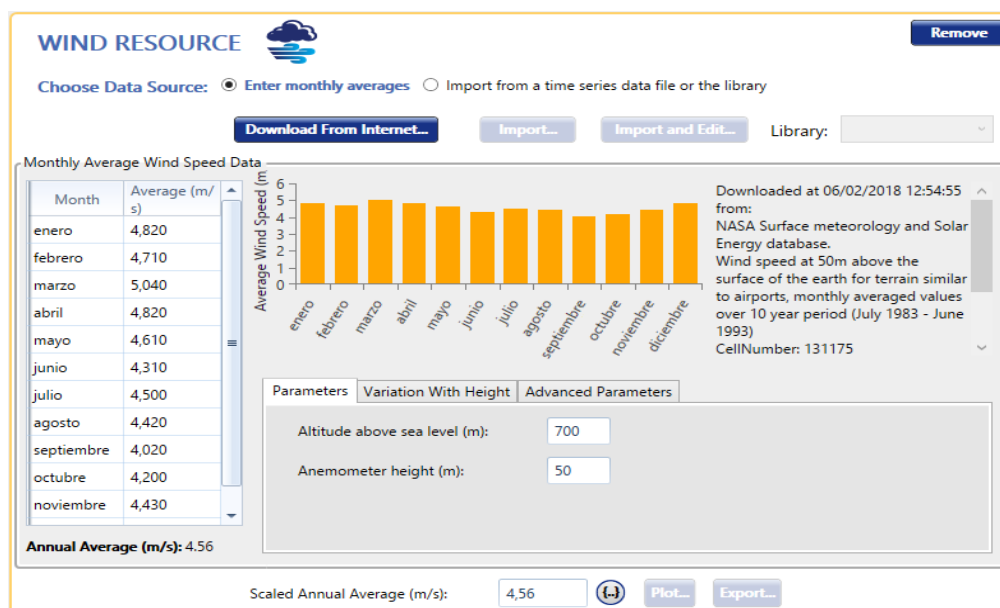 WIND RESOURCE
Remove
Choose Data Source: Enter monthly averages Import from a time series data file or the library
Download From Internet... Import... Import and Edit... Library:
Monthly Average Wind Speed Data
Month Average (m/
s)
enero 4,820
febrero 4,710
marzo 5,040
abril 4,820
mayo 4,610
junio 4,310
julio 4,500
agosto 4,420
septiembre 4,020
octubre 4,200
noviembre 4,430
Annual Average (m/s): 4.56
Average Wind Speed (m
6
5
4
3
2
1
0
enero
febrero
marzo
abril
mayo
junio
julio
agosto
septiembre
octubre
noviembre
diciembre
Downloaded at 06/02/2018 12:54:55
from:
NASA Surface meteorology and Solar
Energy database.
Wind speed at 50m above the
surface of the earth for terrain similar
to airports, monthly averaged values
over 10 year period (July 1983 - June
1993)
CellNumber: 131175
Parameters Variation With Height Advanced Parameters
Altitude above sea level (m): 700
Anemometer height (m): 50
Scaled Annual Average (m/s): 4,56 {..} Plot... Export...